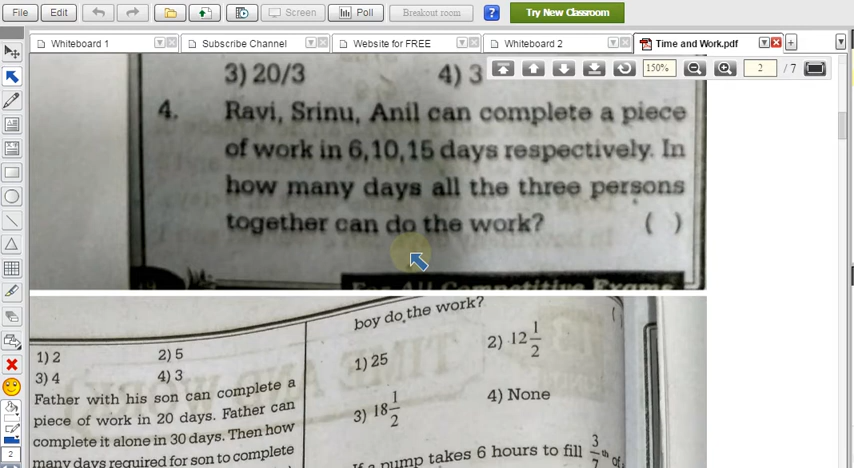 File
Edit
Screen
Poll
Breakout room
?
Try New Classroom
Whiteboard 1
Subscribe Channel
Website for FREE
Whiteboard 2
Time and Work.pdf
150%
2 / 7
3) 20/3 4) 3
4. Ravi, Srinu, Anil can complete a piece
of work in 6,10,15 days respectively. In
how many days all the three persons
together can do the work? ( )
For All Competitive Exams
1) 2 2) 5
3) 4 4) 3
Father with his son can complete a
piece of work in 20 days. Father can
complete it alone in 30 days. Then how
many days required for son to complete
boy do the work?
1) 25 2) 12 1/2
3) 18 1/2 4) None
If a pump takes 6 hours to fill 3/7 th of
2